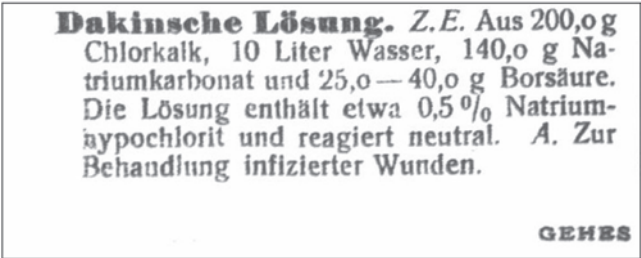 Dakinsche Lösung. Z.E. Aus 200,0 g
Chlorkalk, 10 Liter Wasser, 140,0 g Na-
triumkarbonat und 25,0 — 40,0 g Borsäure.
Die Lösung enthält etwa 0,5 % Natrium-
hypochlorit und reagiert neutral. A. Zur
Behandlung infizierter Wunden.
GEHES